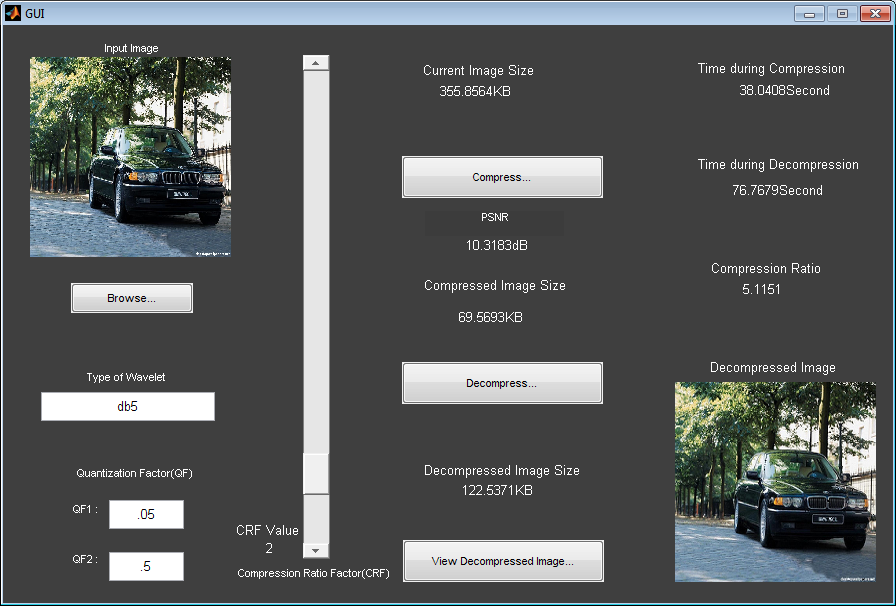 GUI
Input Image
Browse...
Type of Wavelet
db5
Quantization Factor(QF)
QF1 :
.05
QF2 :
.5
CRF Value
2
Compression Ratio Factor(CRF)
Current Image Size
355.8564KB
Compress...
PSNR
10.3183dB
Compressed Image Size
69.5693KB
Decompress...
Decompressed Image Size
122.5371KB
View Decompressed Image...
Time during Compression
38.0408Second
Time during Decompression
76.7679Second
Compression Ratio
5.1151
Decompressed Image